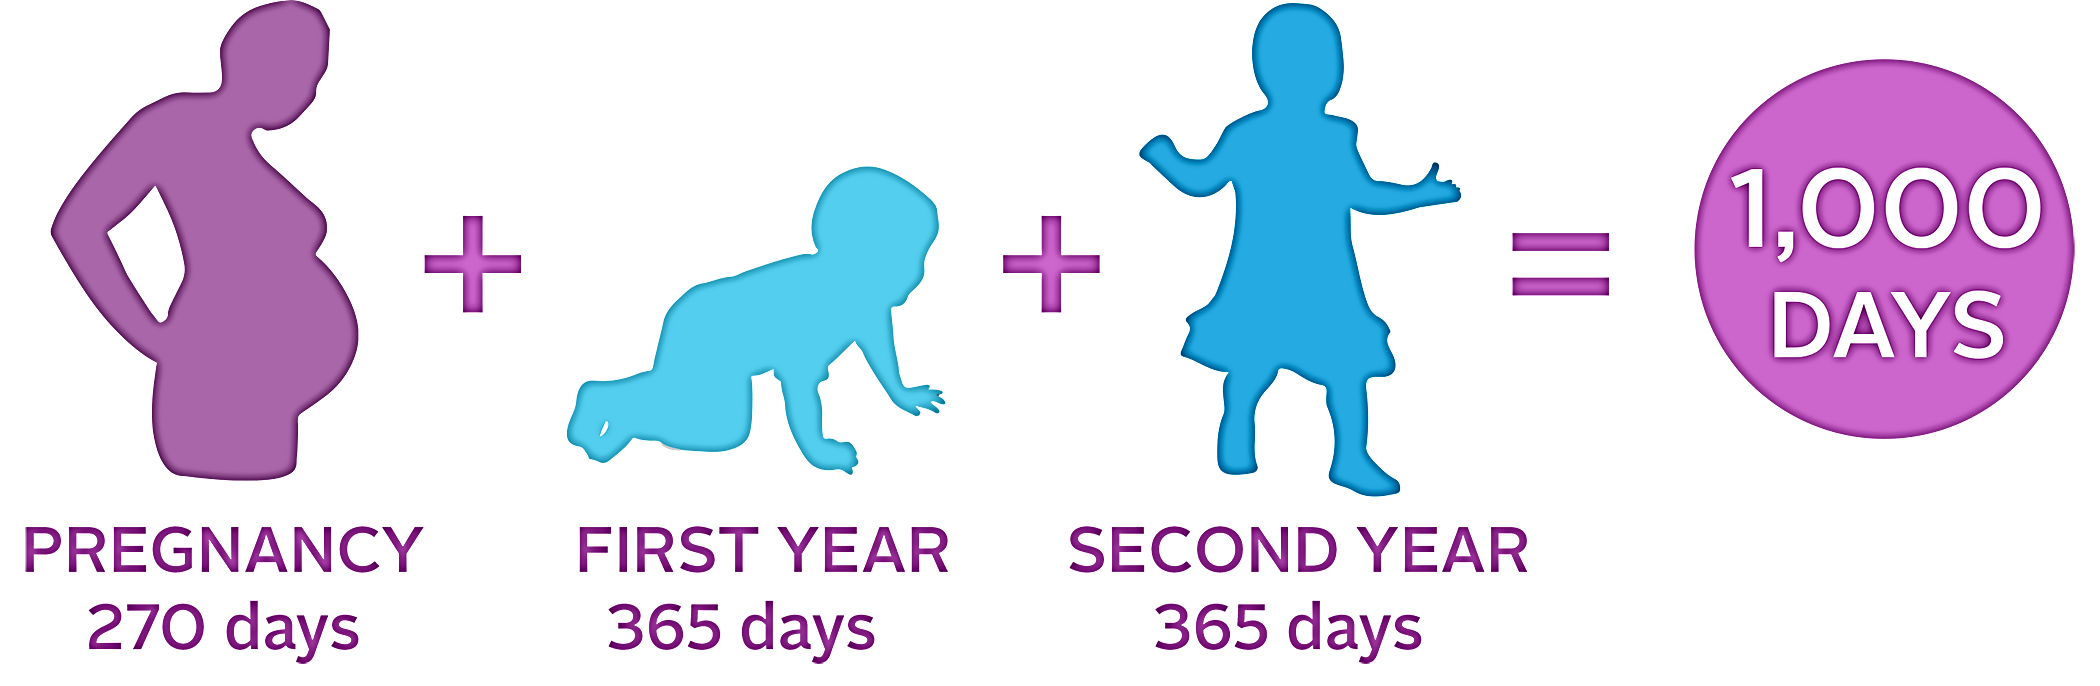 1,000
DAYS
PREGNANCY
270 days
FIRST YEAR
365 days
SECOND YEAR
365 days